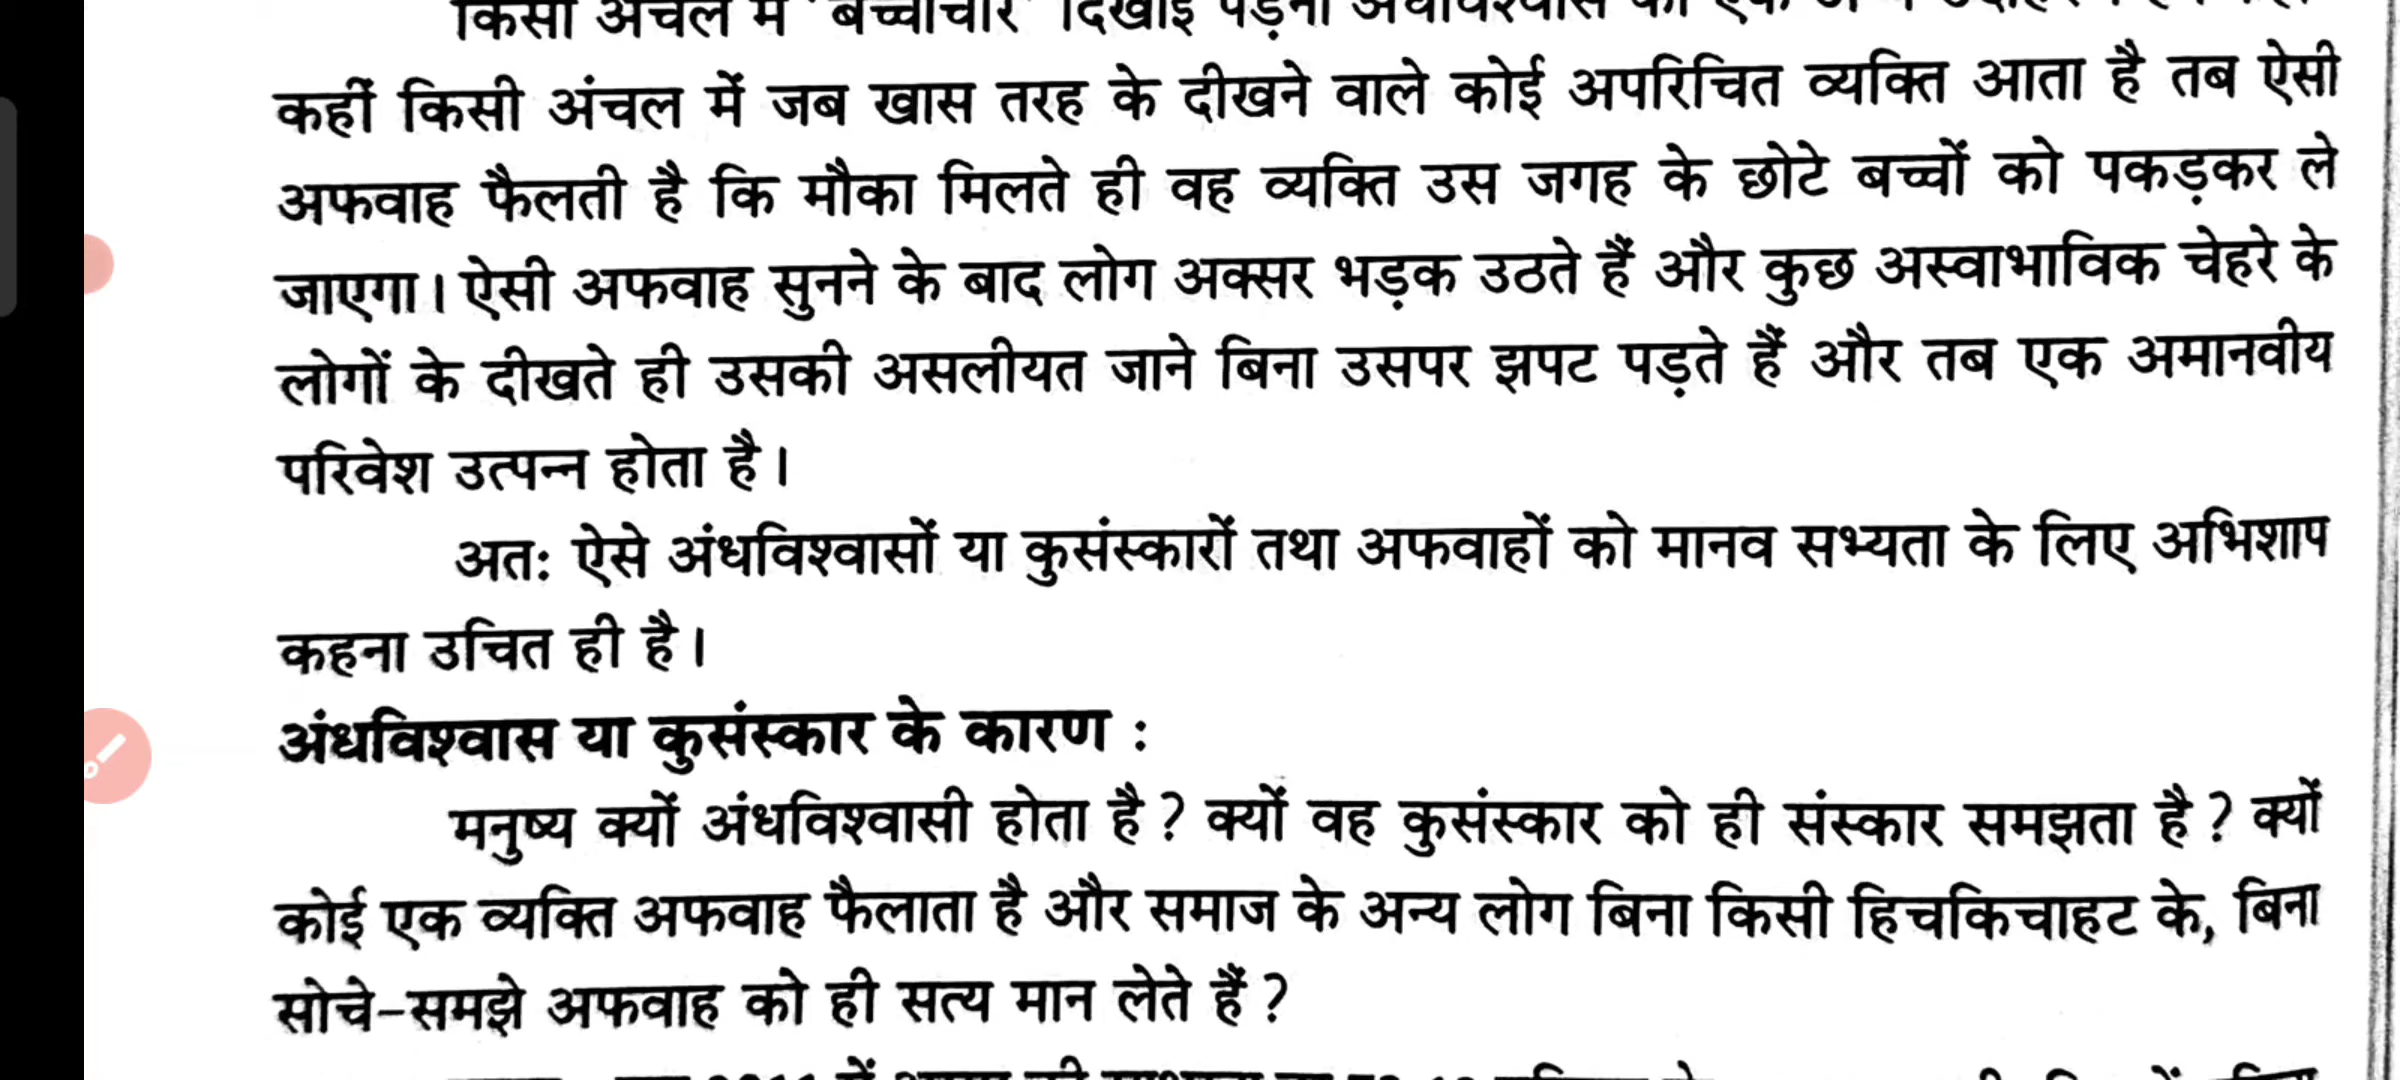 किसी अंचल में 'बच्चाचोर' दिखाई पड़ना
कहीं किसी अंचल में जब खास तरह के दीखने वाले कोई अपरिचित व्यक्ति आता है तब ऐसी
अफवाह फैलती है कि मौका मिलते ही वह व्यक्ति उस जगह के छोटे बच्चों को पकड़कर ले
जाएगा। ऐसी अफवाह सुनने के बाद लोग अक्सर भड़क उठते हैं और कुछ अस्वाभाविक चेहरे के
लोगों के दीखते ही उसकी असलीयत जाने बिना उसपर झपट पड़ते हैं और तब एक अमानवीय
परिवेश उत्पन्न होता है।
अतः ऐसे अंधविश्वासों या कुसंस्कारों तथा अफवाहों को मानव सभ्यता के लिए अभिशाप
कहना उचित ही है।
अंधविश्वास या कुसंस्कार के कारण :
मनुष्य क्यों अंधविश्वासी होता है ? क्यों वह कुसंस्कार को ही संस्कार समझता है ? क्यों
कोई एक व्यक्ति अफवाह फैलाता है और समाज के अन्य लोग बिना किसी हिचकिचाहट के, बिना
सोचे-समझे अफवाह को ही सत्य मान लेते हैं ?